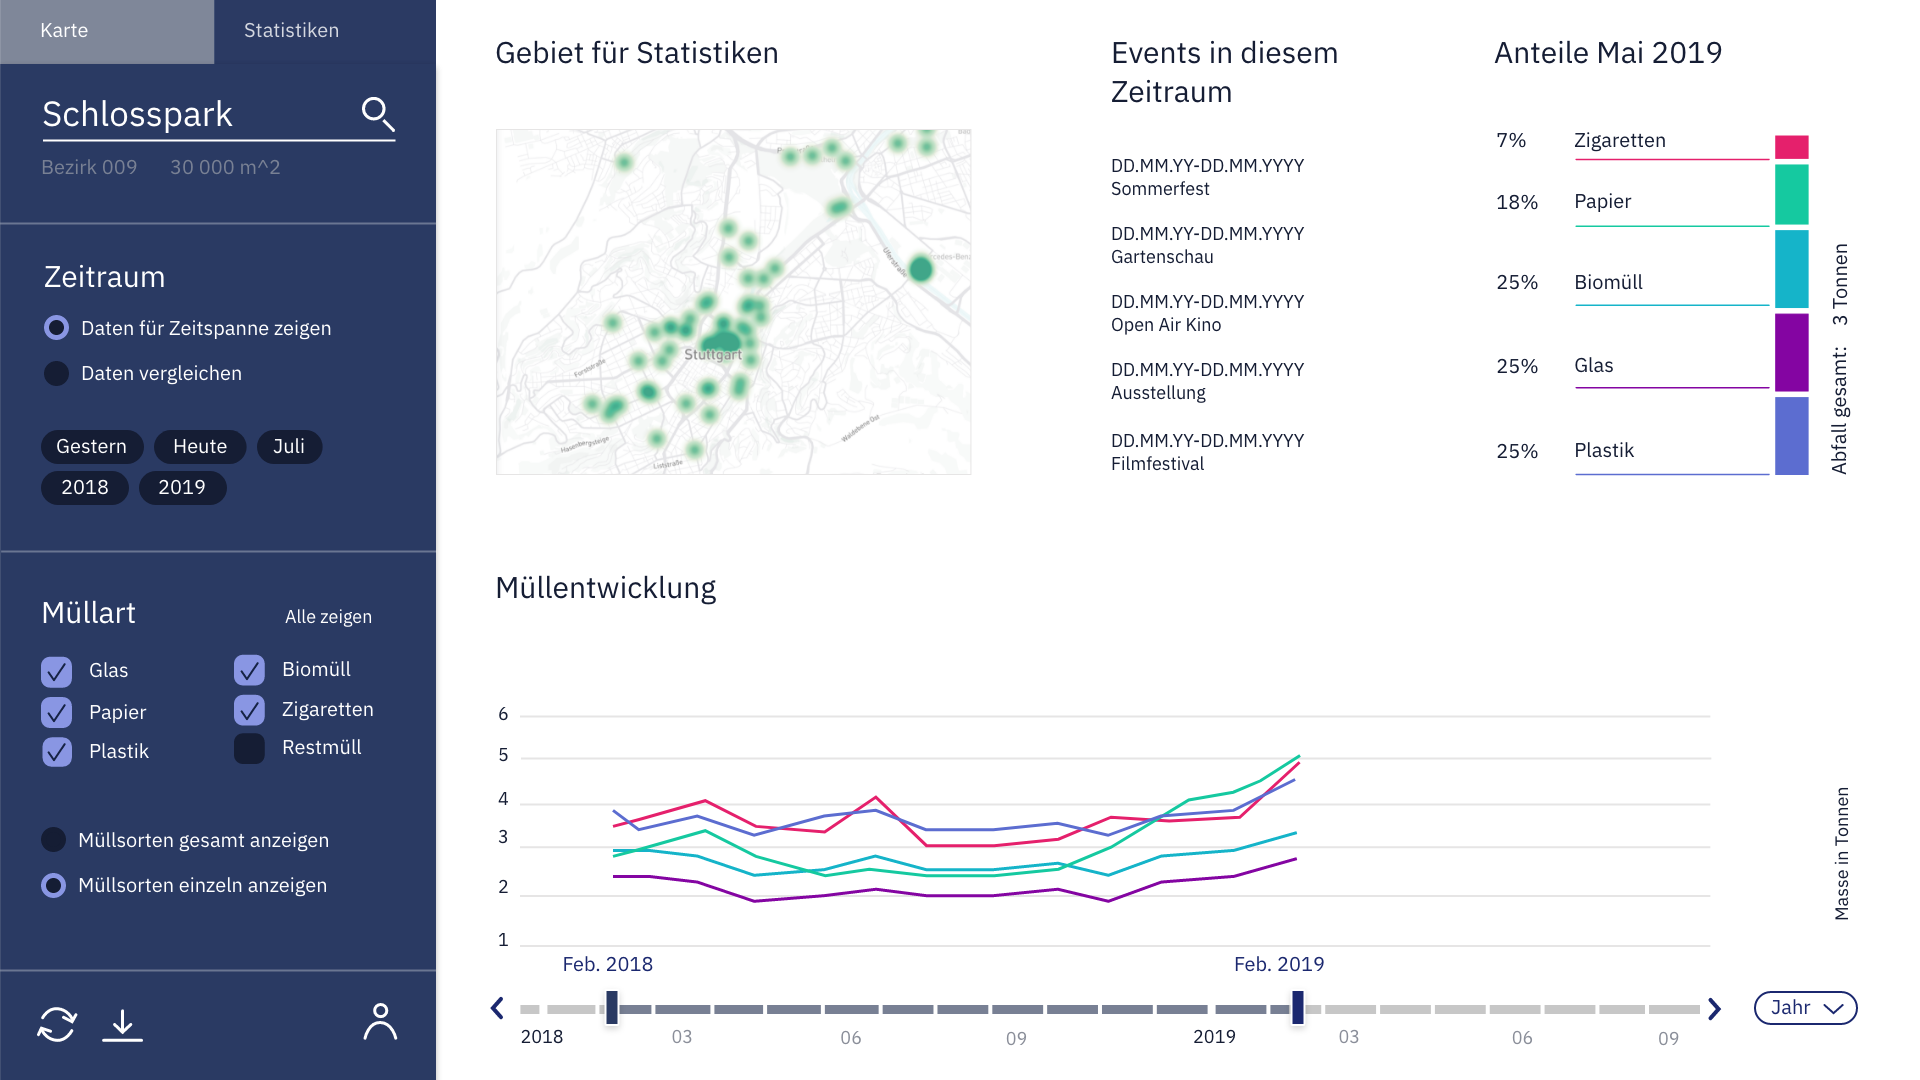 Karte
Statistiken
Schlosspark
Bezirk 009 30 000 m^2
Zeitraum
Daten für Zeitspanne zeigen
Daten vergleichen
Gestern Heute Juli
2018 2019
Müllart
Alle zeigen
Glas
Biomüll
Papier
Zigaretten
Plastik
Restmüll
Müllsorten gesamt anzeigen
Müllsorten einzeln anzeigen
Gebiet für Statistiken
Uferstraße
Stuttgart
Forststraße
Hasenbergsteige
Liststraße
Waldebene Ost
Events in diesem
Zeitraum
DD.MM.YY-DD.MM.YYYY
Sommerfest
DD.MM.YY-DD.MM.YYYY
Gartenschau
DD.MM.YY-DD.MM.YYYY
Open Air Kino
DD.MM.YY-DD.MM.YYYY
Ausstellung
DD.MM.YY-DD.MM.YYYY
Filmfestival
Anteile Mai 2019
7% Zigaretten
18% Papier
25% Biomüll
25% Glas
25% Plastik
Abfall gesamt: 3 Tonnen
Müllentwicklung
6
5
4
3
2
1
Masse in Tonnen
Feb. 2018
Feb. 2019
2018 03 06 09 2019 03 06 09
Jahr